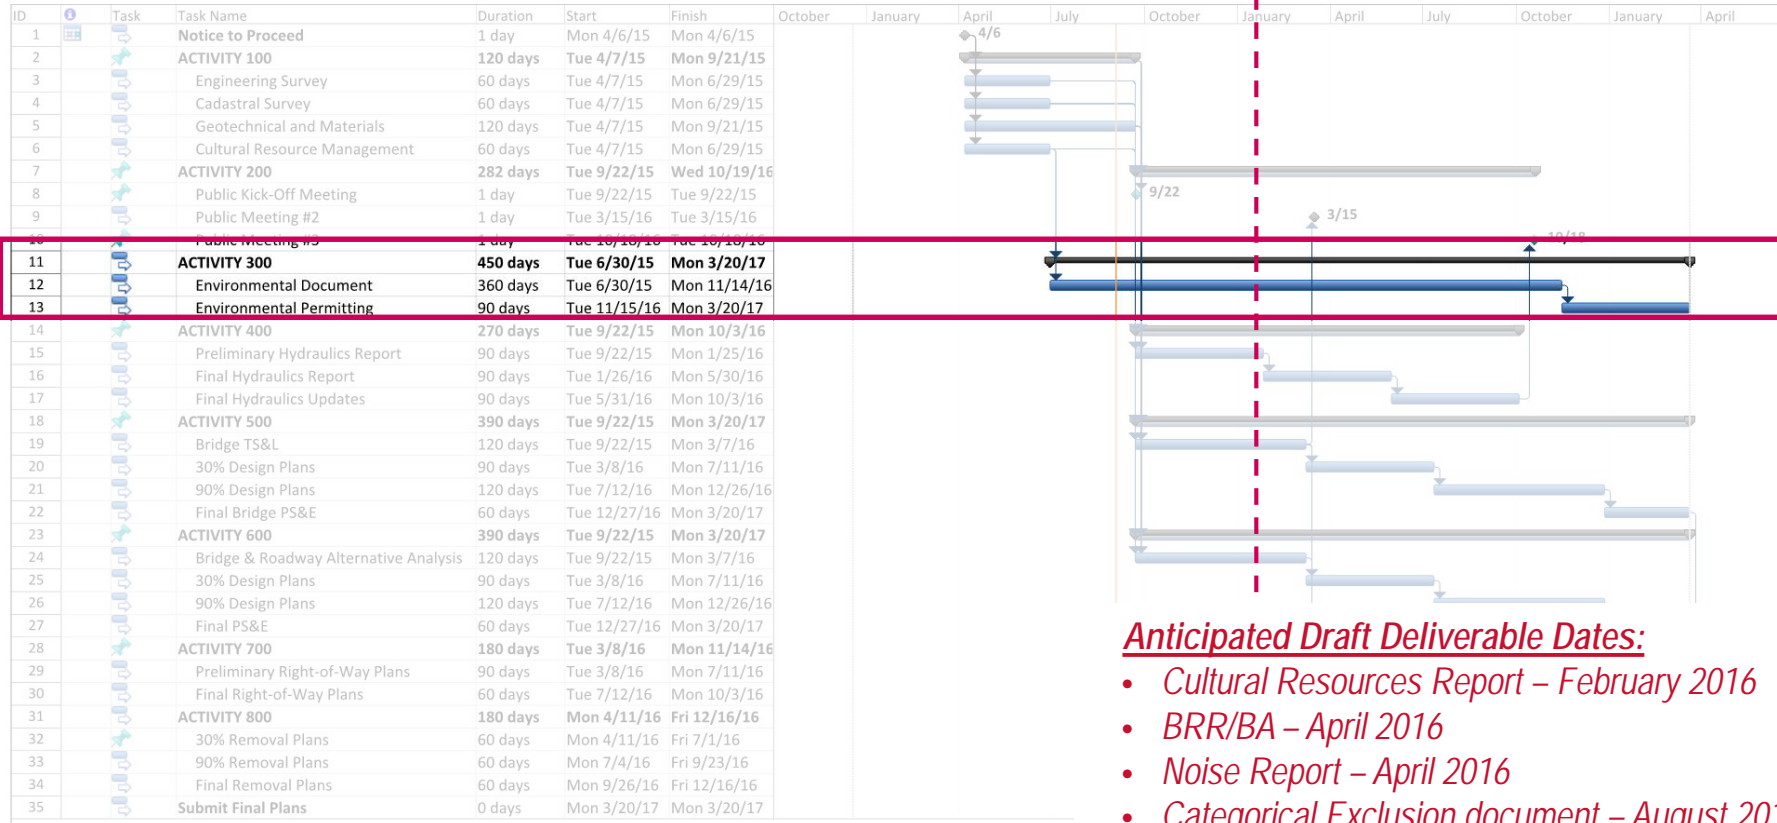 ID Task Task Name Duration Start Finish October January April July October January April July October January April
1 Notice to Proceed 1 day Mon 4/6/15 Mon 4/6/15 4/6
2 ACTIVITY 100 120 days Tue 4/7/15 Mon 9/21/15
3 Engineering Survey 60 days Tue 4/7/15 Mon 6/29/15
4 Cadastral Survey 60 days Tue 4/7/15 Mon 6/29/15
5 Geotechnical and Materials 120 days Tue 4/7/15 Mon 9/21/15
6 Cultural Resource Management 60 days Tue 4/7/15 Mon 6/29/15
7 ACTIVITY 200 282 days Tue 9/22/15 Wed 10/19/16
8 Public Kick-Off Meeting 1 day Tue 9/22/15 Tue 9/22/15 9/22
9 Public Meeting #2 1 day Tue 3/15/16 Tue 3/15/16 3/15
10 Public Meeting #3 1 day Tue 10/18/16 Tue 10/18/16 10/18
11 ACTIVITY 300 450 days Tue 6/30/15 Mon 3/20/17
12 Environmental Document 360 days Tue 6/30/15 Mon 11/14/16
13 Environmental Permitting 90 days Tue 11/15/16 Mon 3/20/17
14 ACTIVITY 400 270 days Tue 9/22/15 Mon 10/3/16
15 Preliminary Hydraulics Report 90 days Tue 9/22/15 Mon 1/25/16
16 Final Hydraulics Report 90 days Tue 1/26/16 Mon 5/30/16
17 Final Hydraulics Updates 90 days Tue 5/31/16 Mon 10/3/16
18 ACTIVITY 500 390 days Tue 9/22/15 Mon 3/20/17
19 Bridge TS&L 120 days Tue 9/22/15 Mon 3/7/16
20 30% Design Plans 90 days Tue 3/8/16 Mon 7/11/16
21 90% Design Plans 120 days Tue 7/12/16 Mon 12/26/16
22 Final Bridge PS&E 60 days Tue 12/27/16 Mon 3/20/17
23 ACTIVITY 600 390 days Tue 9/22/15 Mon 3/20/17
24 Bridge & Roadway Alternative Analysis 120 days Tue 9/22/15 Mon 3/7/16
25 30% Design Plans 90 days Tue 3/8/16 Mon 7/11/16
26 90% Design Plans 120 days Tue 7/12/16 Mon 12/26/16
27 Final PS&E 60 days Tue 12/27/16 Mon 3/20/17
28 ACTIVITY 700 180 days Tue 3/8/16 Mon 11/14/16
29 Preliminary Right-of-Way Plans 90 days Tue 3/8/16 Mon 7/11/16
30 Final Right-of-Way Plans 60 days Tue 7/12/16 Mon 10/3/16
31 ACTIVITY 800 180 days Mon 4/11/16 Fri 12/16/16
32 30% Removal Plans 60 days Mon 4/11/16 Fri 7/1/16
33 90% Removal Plans 60 days Mon 7/4/16 Fri 9/23/16
34 Final Removal Plans 60 days Mon 9/26/16 Fri 12/16/16
35 Submit Final Plans 0 days Mon 3/20/17 Mon 3/20/17
Anticipated Draft Deliverable Dates:
• Cultural Resources Report – February 2016
• BRR/BA – April 2016
• Noise Report – April 2016
• Categorical Exclusion document – August